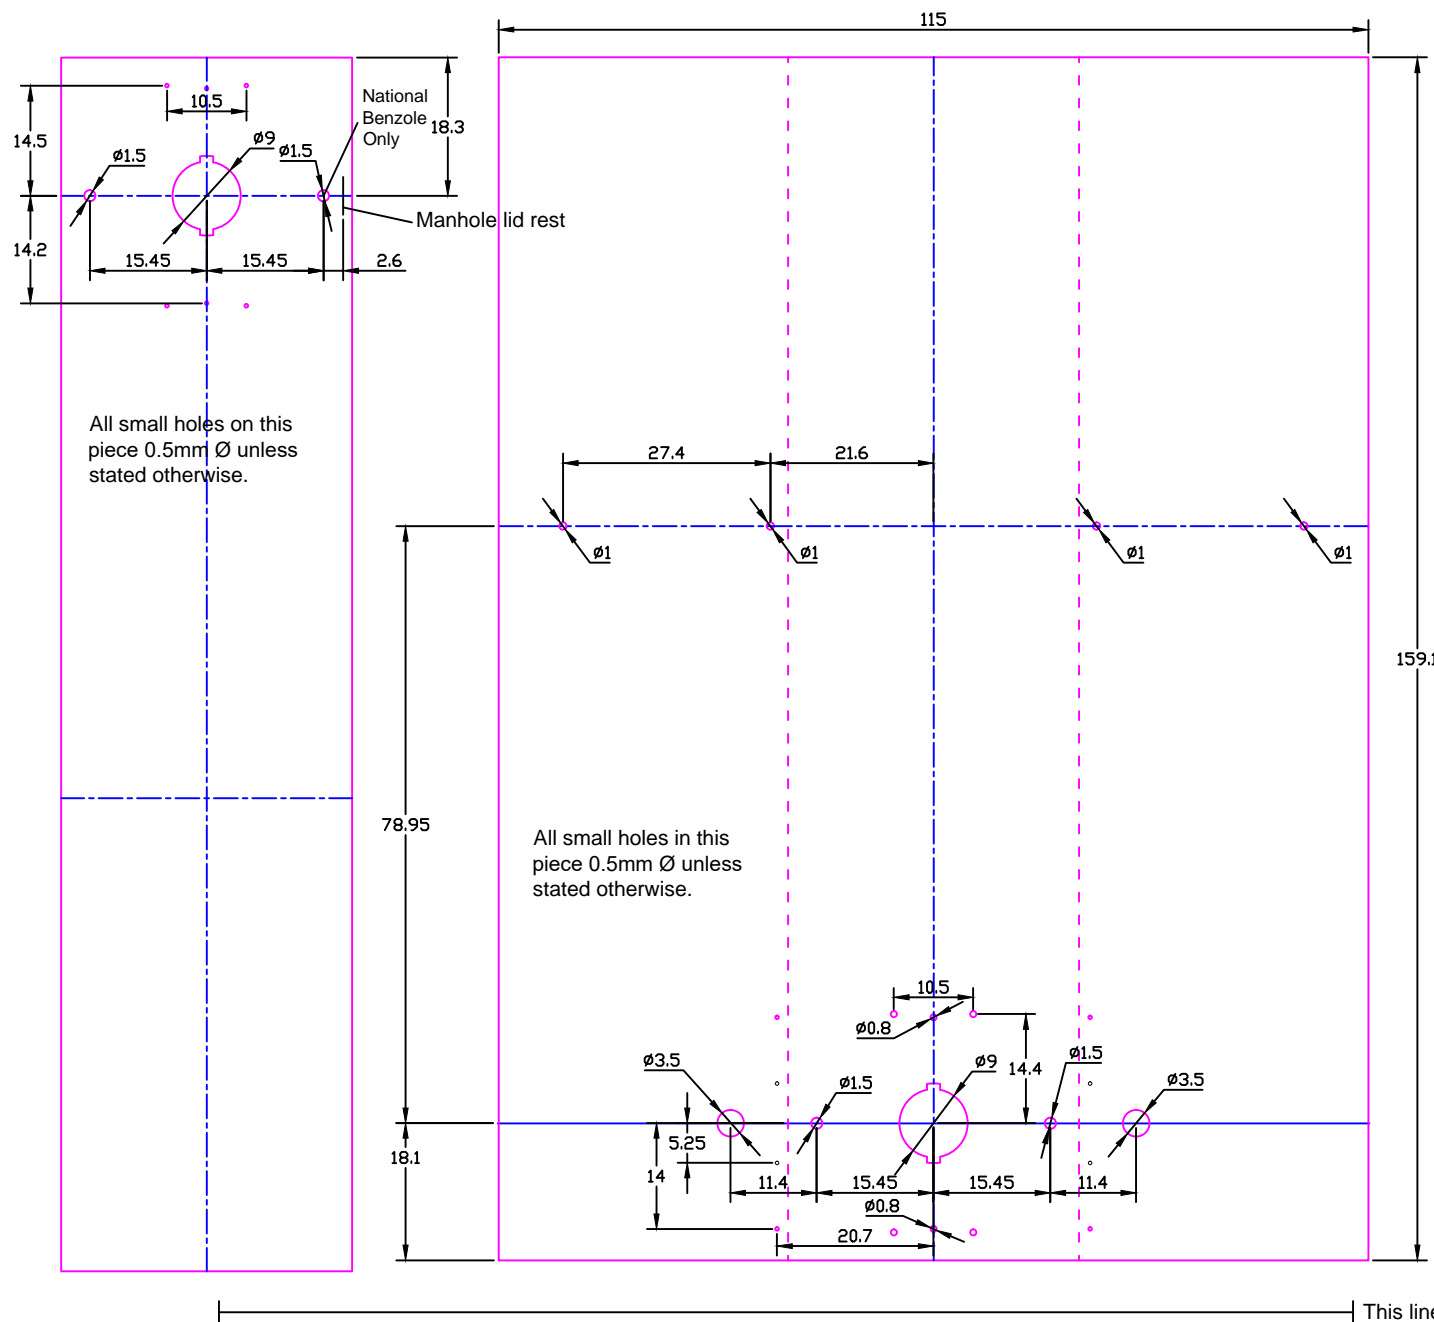 115
National
Benzole
Only
10.5
18.3
14.5
ø9
ø1.5
ø1.5
Manhole lid rest
14.2
15.45
15.45
2.6
All small holes on this
piece 0.5mm Ø unless
stated otherwise.
27.4
21.6
ø1
ø1
ø1
ø1
159.1
78.95
All small holes in this
piece 0.5mm Ø unless
stated otherwise.
10.5
ø0.8
14.4
ø3.5
ø1.5
ø9
ø1.5
ø3.5
5.25
18.1
14
11.4
15.45
15.45
11.4
ø0.8
20.7
This line